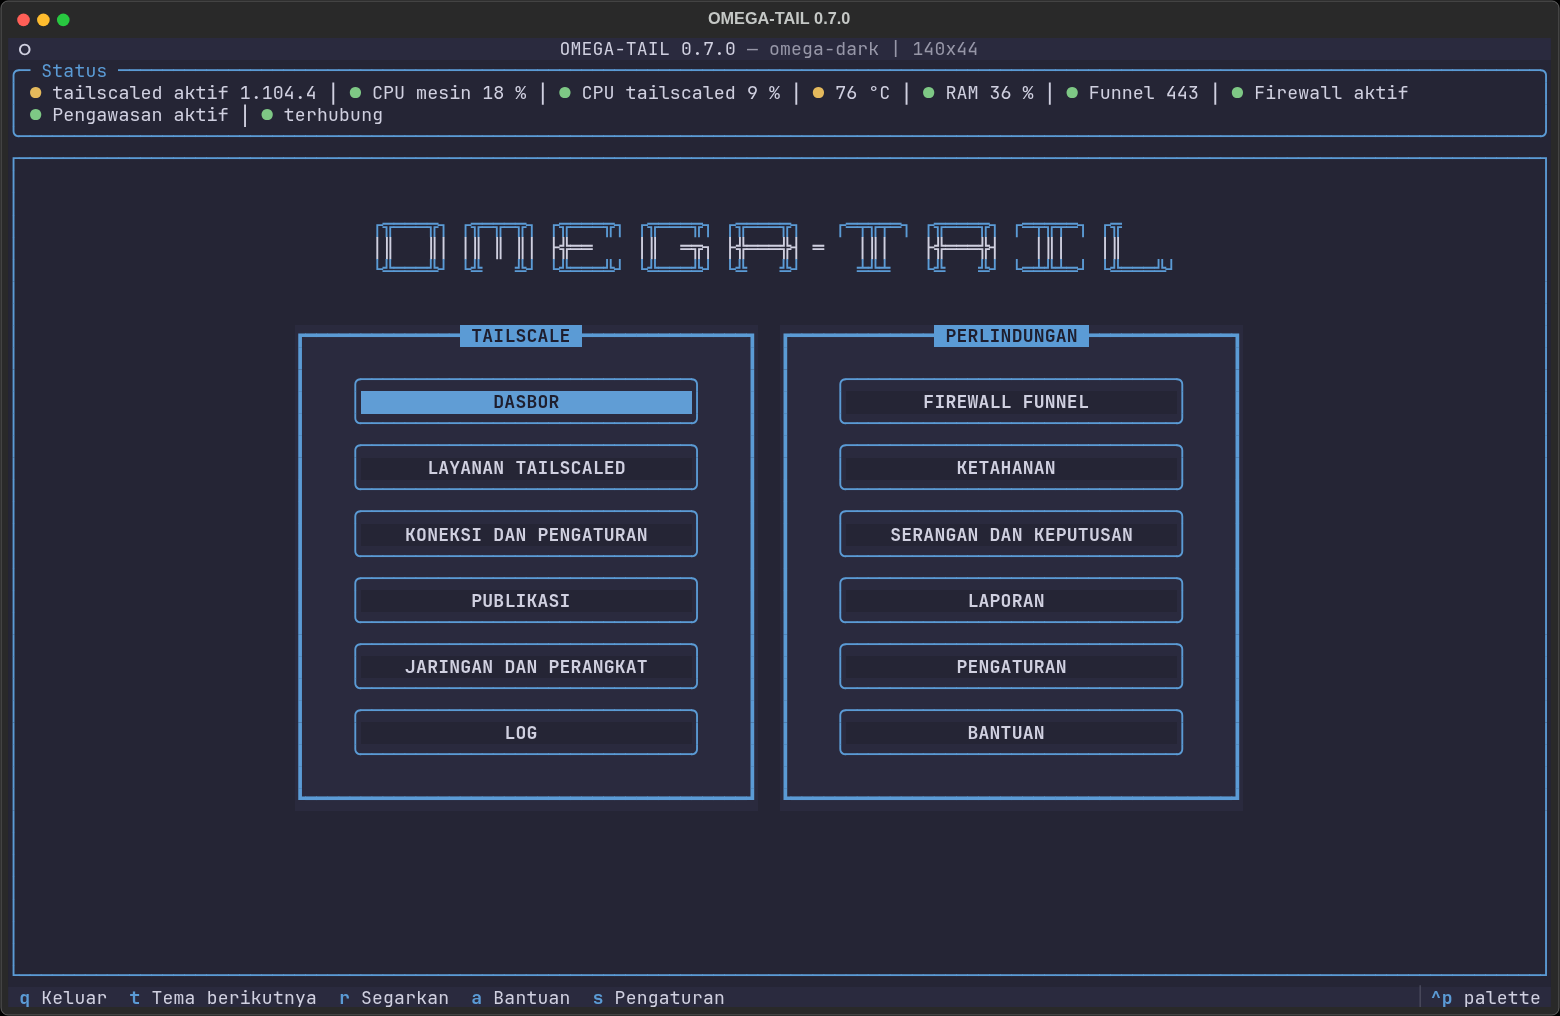 OMEGA-TAIL 0.7.0
OMEGA-TAIL 0.7.0 — omega-dark | 140x44
Status
tailscaled aktif 1.104.4 | CPU mesin 18 % | CPU tailscaled 9 % | 76 °C | RAM 36 % | Funnel 443 | Firewall aktif
Pengawasan aktif | terhubung
OMEGA-TAIL
TAILSCALE
DASBOR
LAYANAN TAILSCALED
KONEKSI DAN PENGATURAN
PUBLIKASI
JARINGAN DAN PERANGKAT
LOG
PERLINDUNGAN
FIREWALL FUNNEL
KETAHANAN
SERANGAN DAN KEPUTUSAN
LAPORAN
PENGATURAN
BANTUAN
q Keluar t Tema berikutnya r Segarkan a Bantuan s Pengaturan ^p palette